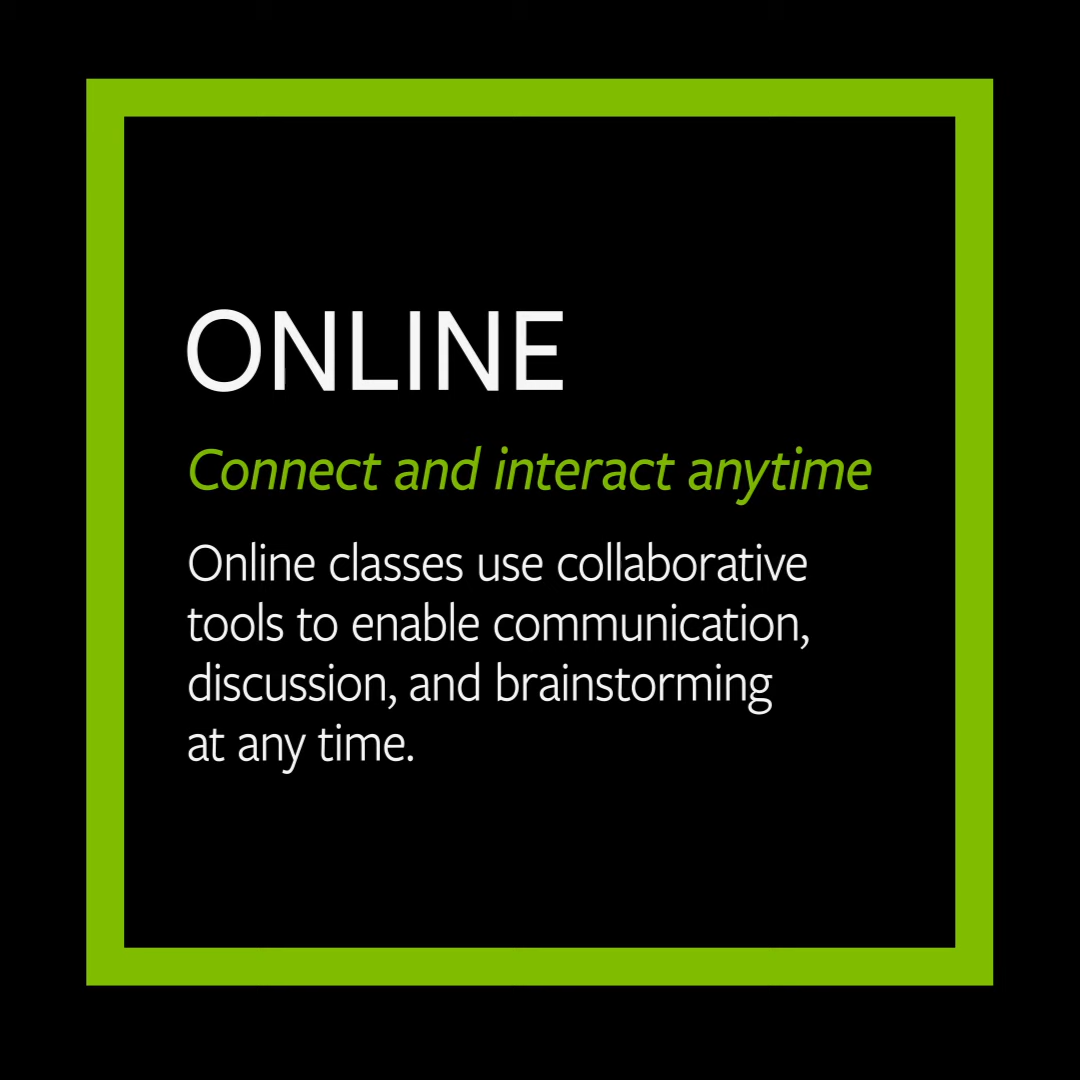 ONLINE
Connect and interact anytime
Online classes use collaborative
tools to enable communication,
discussion, and brainstorming
at any time.